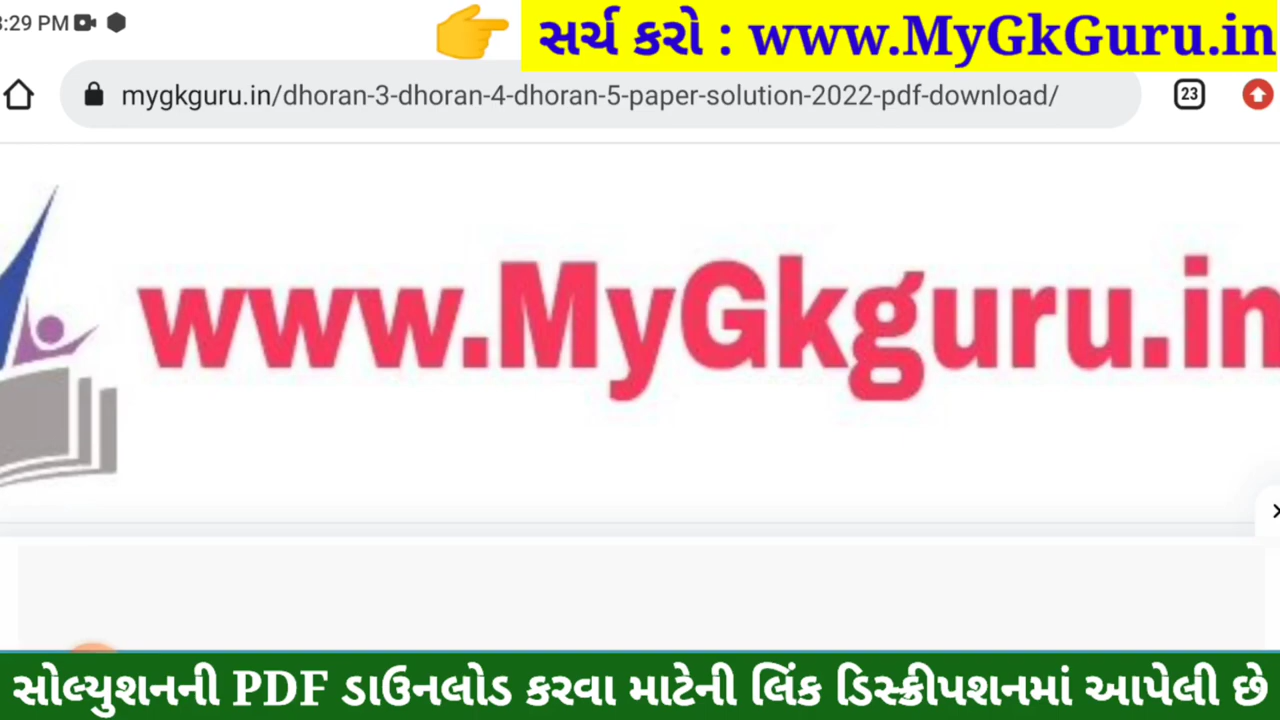 :29 PM
સર્ચ કરો : www.MyGkGuru.in
mygkguru.in/dhoran-3-dhoran-4-dhoran-5-paper-solution-2022-pdf-download/
23
www.MyGkguru.in
સોલ્યુશનની PDF ડાઉનલોડ કરવા માટેની લિંક ડિસ્ક્રીપશનમાં આપેલી છે